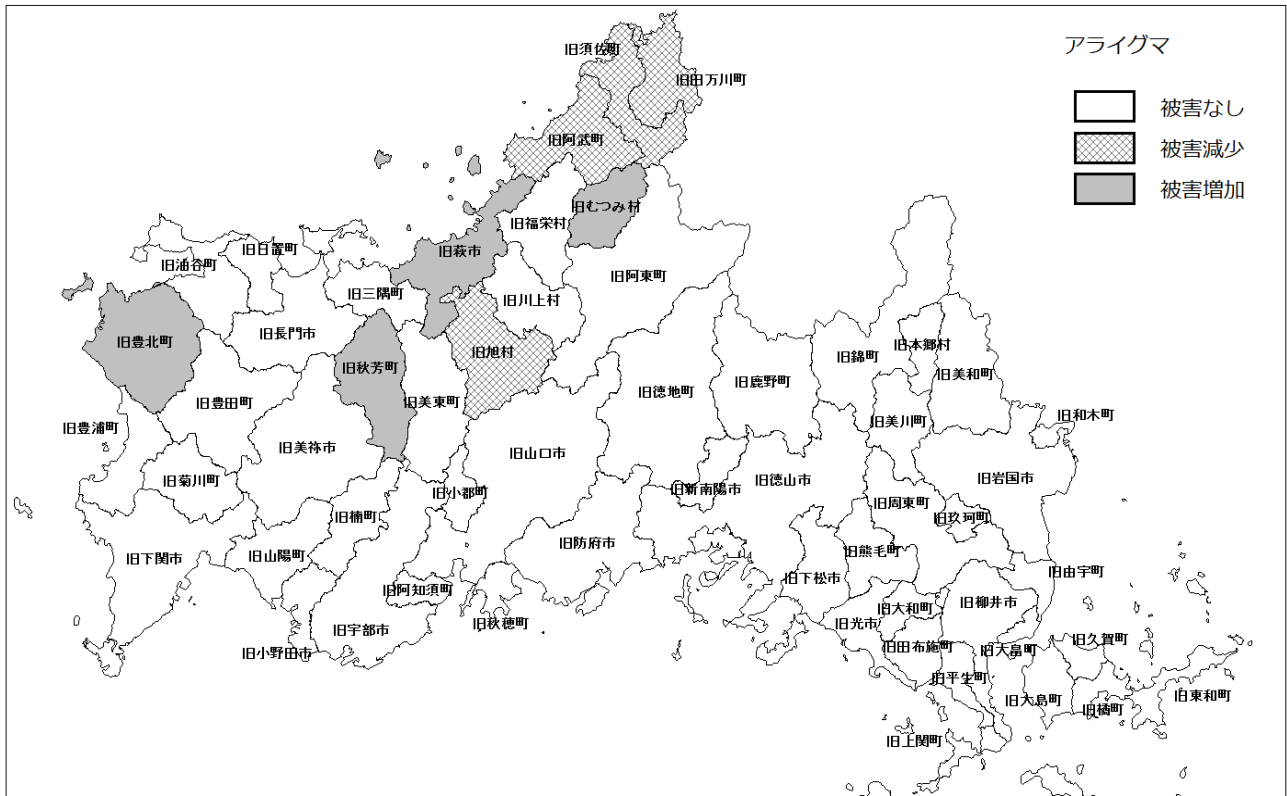 アライグマ
被害なし
被害減少
被害増加
旧須佐町
旧田万川町
旧阿武町
旧むつみ村
旧福栄村
旧萩市
旧日置町
旧油谷町
旧三隅町
旧川上村
旧阿東町
旧長門市
旧豊北町
旧秋芳町
旧旭村
旧美東町
旧豊田町
旧徳地町
旧鹿野町
旧錦町
旧本郷村
旧美和町
旧美川町
旧和木町
旧豊浦町
旧美祢市
旧山口市
旧菊川町
旧小郡町
旧新南陽市
旧徳山市
旧岩国市
旧周東町
旧玖珂町
旧楠町
旧下関市
旧山陽町
旧防府市
旧熊毛町
旧下松市
旧由宇町
旧阿知須町
旧秋穂町
旧宇部市
旧小野田市
旧大和町
旧柳井市
旧光市
旧田布施町
旧大畠町
旧久賀町
旧平生町
旧大島町
旧橘町
旧東和町
旧上関町